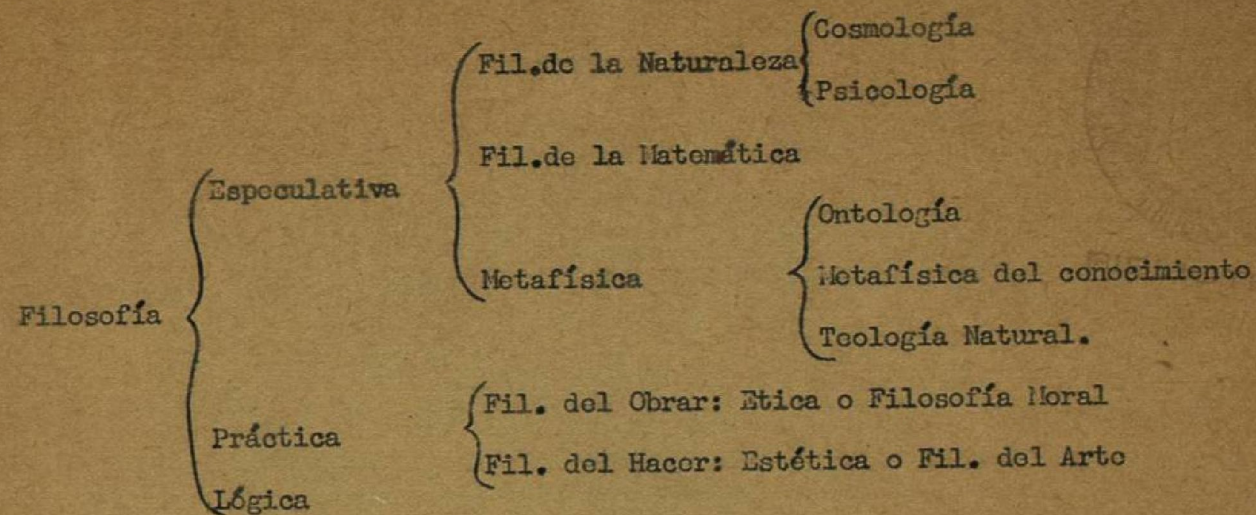 Cosmología
Fil.de la Naturaleza
Psicología
Fil.de la Matemática
Especulativa
Ontología
Metafísica
Metafísica del conocimiento
Filosofía
Teología Natural.
Fil. del Obrar: Etica o Filosofía Moral
Práctica
Fil. del Hacer: Estética o Fil. del Arte
Lógica